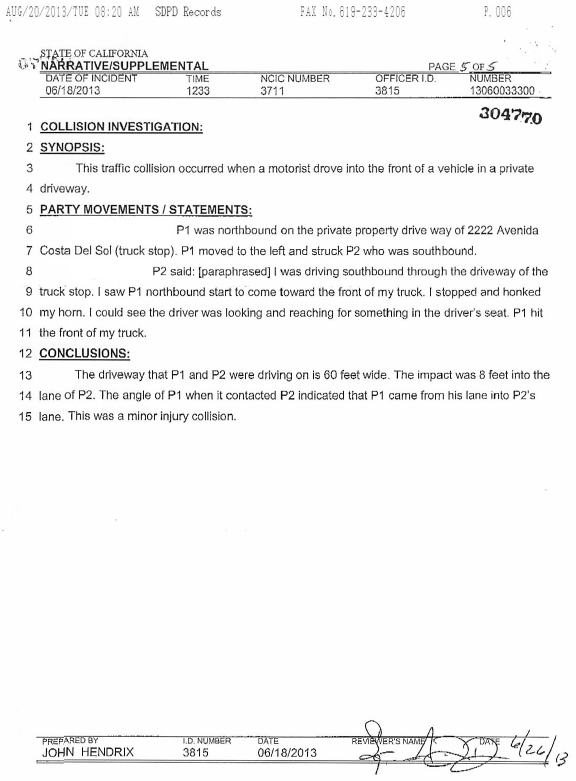 AUG/20/2013/TUE 08:20 AM SDPD Records FAX No. 619-233-4206 P. 006
STATE OF CALIFORNIA
NARRATIVE/SUPPLEMENTAL PAGE 5 OF 5
DATE OF INCIDENT TIME NCIC NUMBER OFFICER I.D. NUMBER
06/18/2013 1233 3711 3815 13060033300
304770
1 COLLISION INVESTIGATION:
2 SYNOPSIS:
3 This traffic collision occurred when a motorist drove into the front of a vehicle in a private
4 driveway.
5 PARTY MOVEMENTS / STATEMENTS:
6 P1 was northbound on the private property drive way of 2222 Avenida
7 Costa Del Sol (truck stop). P1 moved to the left and struck P2 who was southbound.
8 P2 said: [paraphrased] I was driving southbound through the driveway of the
9 truck stop. I saw P1 northbound start to come toward the front of my truck. I stopped and honked
10 my horn. I could see the driver was looking and reaching for something in the driver's seat. P1 hit
11 the front of my truck.
12 CONCLUSIONS:
13 The driveway that P1 and P2 were driving on is 60 feet wide. The impact was 8 feet into the
14 lane of P2. The angle of P1 when it contacted P2 indicated that P1 came from his lane into P2's
15 lane. This was a minor injury collision.
PREPARED BY I.D. NUMBER DATE REVIEWER'S NAME DATE
JOHN HENDRIX 3815 06/18/2013 6/26/13